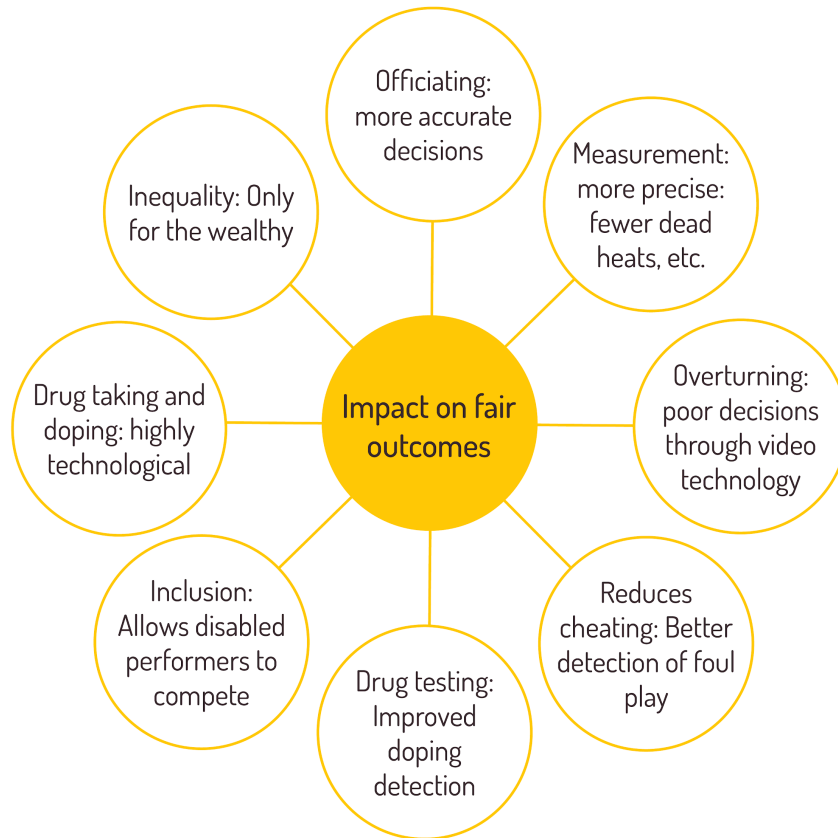 Impact on fair
outcomes
Officiating:
more accurate
decisions
Measurement:
more precise:
fewer dead
heats, etc.
Overturning:
poor decisions
through video
technology
Reduces
cheating: Better
detection of foul
play
Drug testing:
Improved
doping
detection
Inclusion:
Allows disabled
performers to
compete
Drug taking and
doping: highly
technological
Inequality: Only
for the wealthy